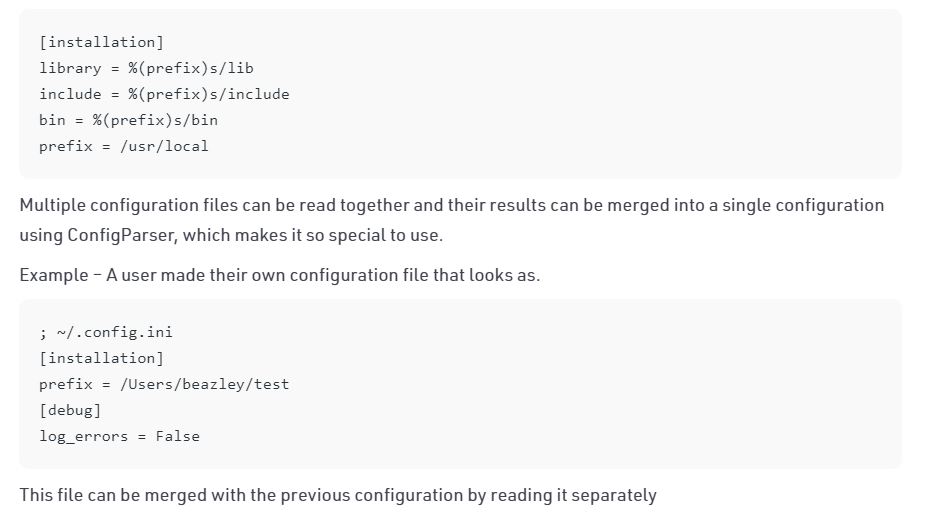 [installation]
library = %(prefix)s/lib
include = %(prefix)s/include
bin = %(prefix)s/bin
prefix = /usr/local
Multiple configuration files can be read together and their results can be merged into a single configuration
using ConfigParser, which makes it so special to use.
Example – A user made their own configuration file that looks as.
; ~/.config.ini
[installation]
prefix = /Users/beazley/test
[debug]
log_errors = False
This file can be merged with the previous configuration by reading it separately